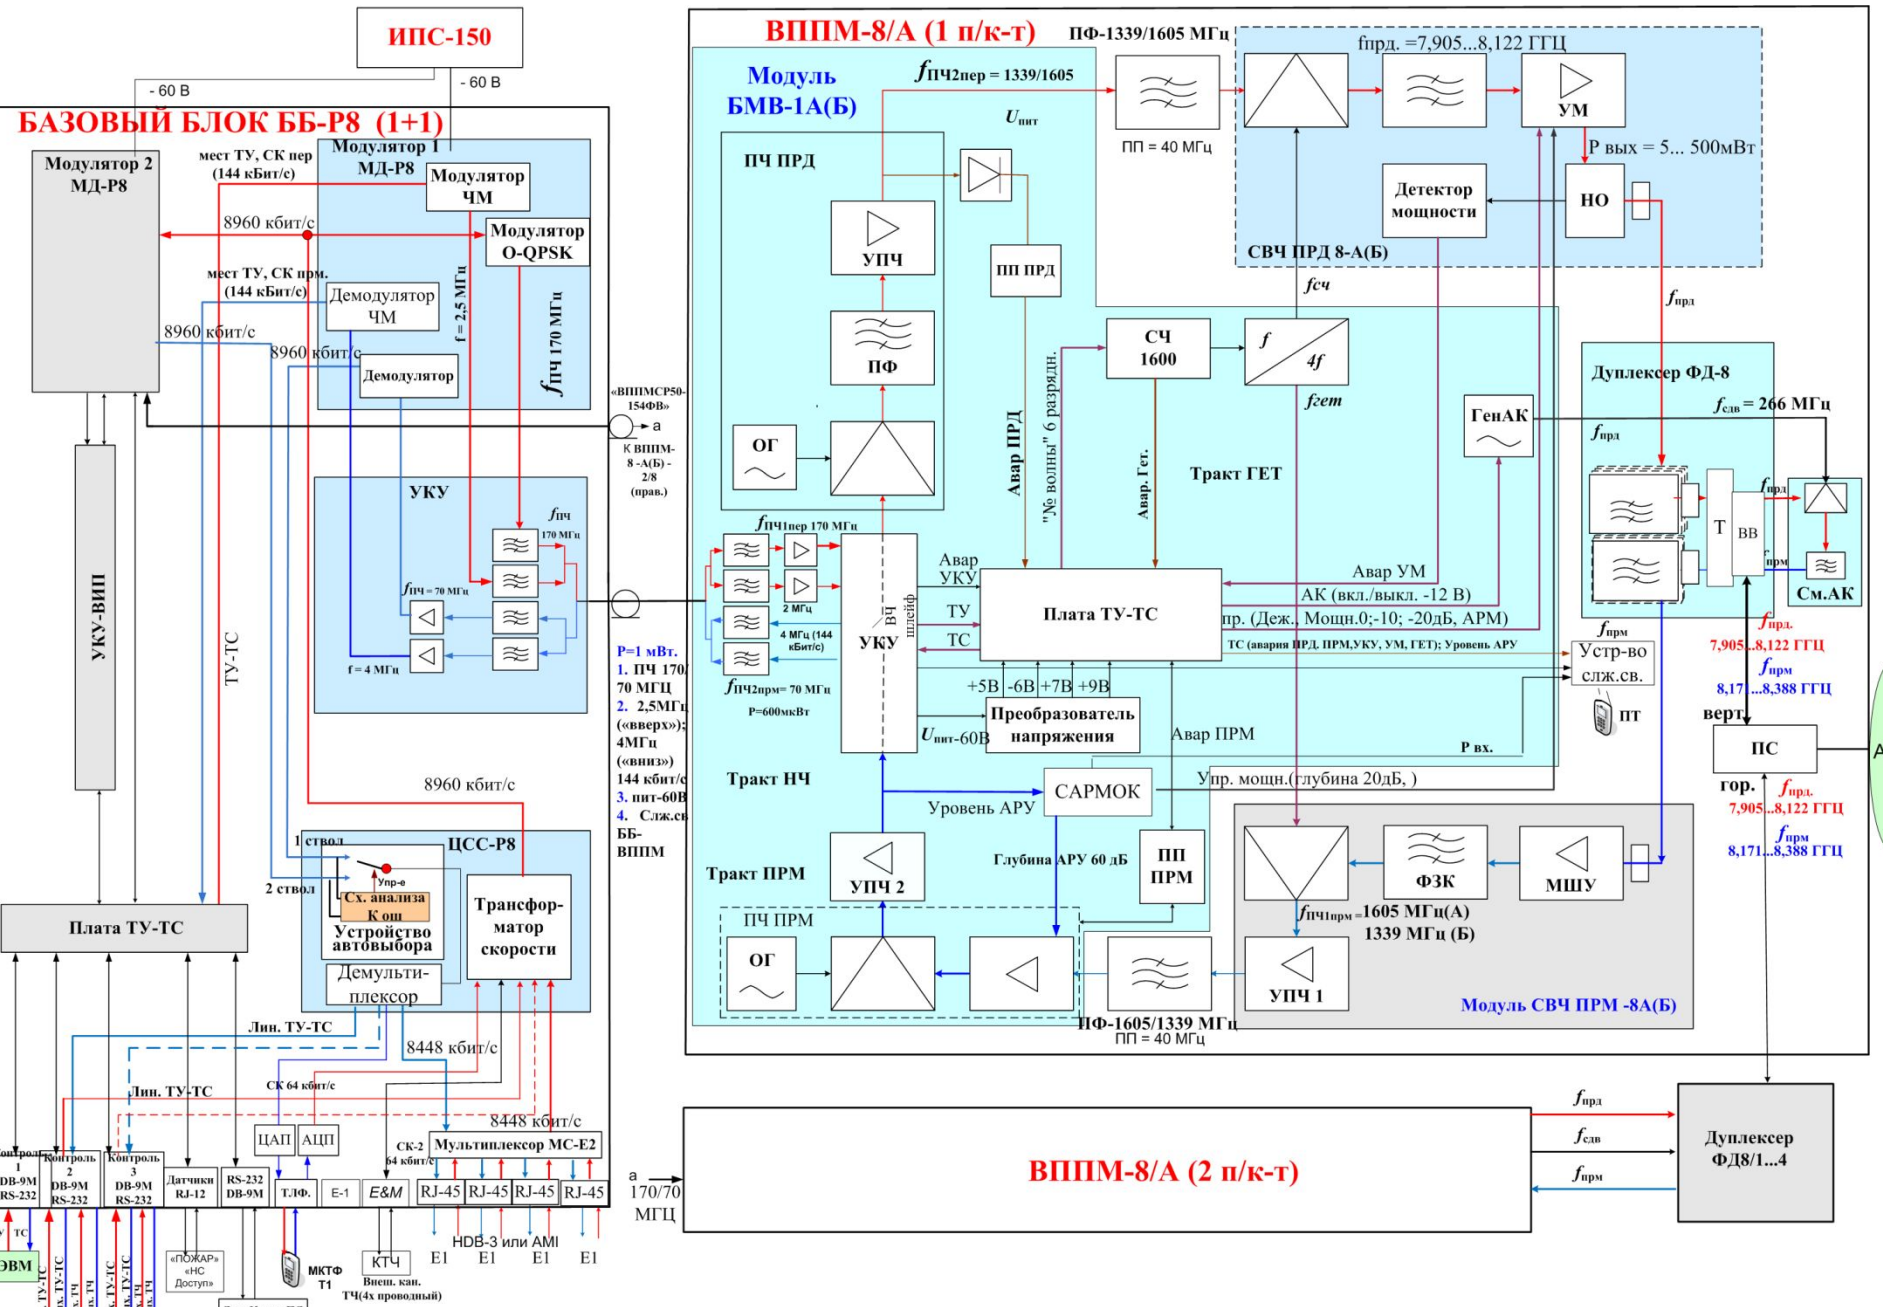 ИПС-150
- 60 В
- 60 В
БАЗОВЫЙ БЛОК ББ-Р8 (1+1)
Модулятор 2
МД-Р8
мест ТУ, СК пер
(144 кБит/с)
Модулятор 1
МД-Р8
Модулятор
ЧМ
8960 кбит/с
Модулятор
O-QPSK
мест ТУ, СК прм.
(144 кБит/с)
Демодулятор
ЧМ
f = 2,5 МГц
fПЧ 170 МГц
8960 кбит/с
8960 кбит/с
Демодулятор
«ВППМСР50-
154ФВ»
а
К ВППМ-
8 -А(Б) -
2/8
(прав.)
УКУ-ВИП
ТУ-ТС
УКУ
fПЧ
170 МГц
fПЧ = 70 МГц
f = 4 МГц
Р=1 мВт.
1. ПЧ 170/
70 МГЦ
2. 2,5МГц
(«вверх»);
4МГц
(«вниз»)
144 кбит/с
3. пит-60В
4. Слж.св
ББ-
ВППМ
8960 кбит/с
ЦСС-Р8
1 ствол
2 ствол
Упр-е
Сх. анализа
К ош
Устройство
автовыбора
Трансфор-
матор
скорости
Демульти-
плексор
Плата ТУ-ТС
Лин. ТУ-ТС
8448 кбит/с
СК 64 кбит/с
Лин. ТУ-ТС
8448 кбит/с
ЦАП
АЦП
СК-2
64 кбит/с
Мультиплексор МС-Е2
1
DB-9M
RS-232
Контроль
2
DB-9M
RS-232
Контроль
3
DB-9M
RS-232
Датчики
RJ-12
RS-232
DB-9M
ТЛФ.
Е-1
E&M
RJ-45
RJ-45
RJ-45
RJ-45
ТС
ЭВМ
«ПОЖАР»
«НС
Доступ»
МКТФ
Т1
КТЧ
Внеш. кан.
ТЧ(4х проводный)
HDB-3 или AMI
Е1
Е1
Е1
Е1
ВППМ-8/А (1 п/к-т)
ПФ-1339/1605 МГц
Модуль
БМВ-1А(Б)
fПЧ2пер = 1339/1605
Uпит
ПП = 40 МГц
fпрд. =7,905...8,122 ГГЦ
УМ
Р вых = 5... 500мВт
Детектор
мощности
НО
СВЧ ПРД 8-А(Б)
ПЧ ПРД
УПЧ
ПП ПРД
ПФ
ОГ
Авар ПРД
"№ волны" 6 разрядн.
Авар. Гет.
СЧ
1600
fсч
f
4f
fгет
fпрд
Тракт ГЕТ
ГенАК
Дуплексер ФД-8
fсдв = 266 МГц
fпрд
fпрд
Т
ВВ
fпрм
См.АК
fПЧ1пер 170 МГц
2 МГц
4 МГц (144
кБит/с)
fПЧ2прм= 70 МГц
Р=600мкВт
ВЧ
шлейф
УКУ
Авар
УКУ
ТУ
ТС
Плата ТУ-ТС
Авар УМ
АК (вкл./выкл. -12 В)
пр. (Деж., Мощн.0;-10; -20дБ, АРМ)
ТС (авария ПРД. ПРМ,УКУ, УМ, ГЕТ); Уровень АРУ
fпрм
Устр-во
слж.св.
ПТ
fпрд.
7,905...8,122 ГГЦ
fпрм
8,171...8,388 ГГЦ
верт.
ПС
гор.
fпрд.
7,905...8,122 ГГЦ
fпрм
8,171...8,388 ГГЦ
А
+5В
-6В
+7В
+9В
Преобразователь
напряжения
Uпит-60В
Авар ПРМ
Р вх.
Тракт НЧ
САРМОК
Упр. мощн.(глубина 20дБ, )
Уровень АРУ
Тракт ПРМ
УПЧ 2
Глубина АРУ 60 дБ
ПП
ПРМ
ПЧ ПРМ
ОГ
ФЗК
МШУ
fПЧ1прм =1605 МГц(А)
1339 МГц (Б)
УПЧ 1
Модуль СВЧ ПРМ -8А(Б)
ПФ-1605/1339 МГц
ПП = 40 МГц
а
170/70
МГЦ
ВППМ-8/А (2 п/к-т)
fпрд
fсдв
fпрм
Дуплексер
ФД8/1...4